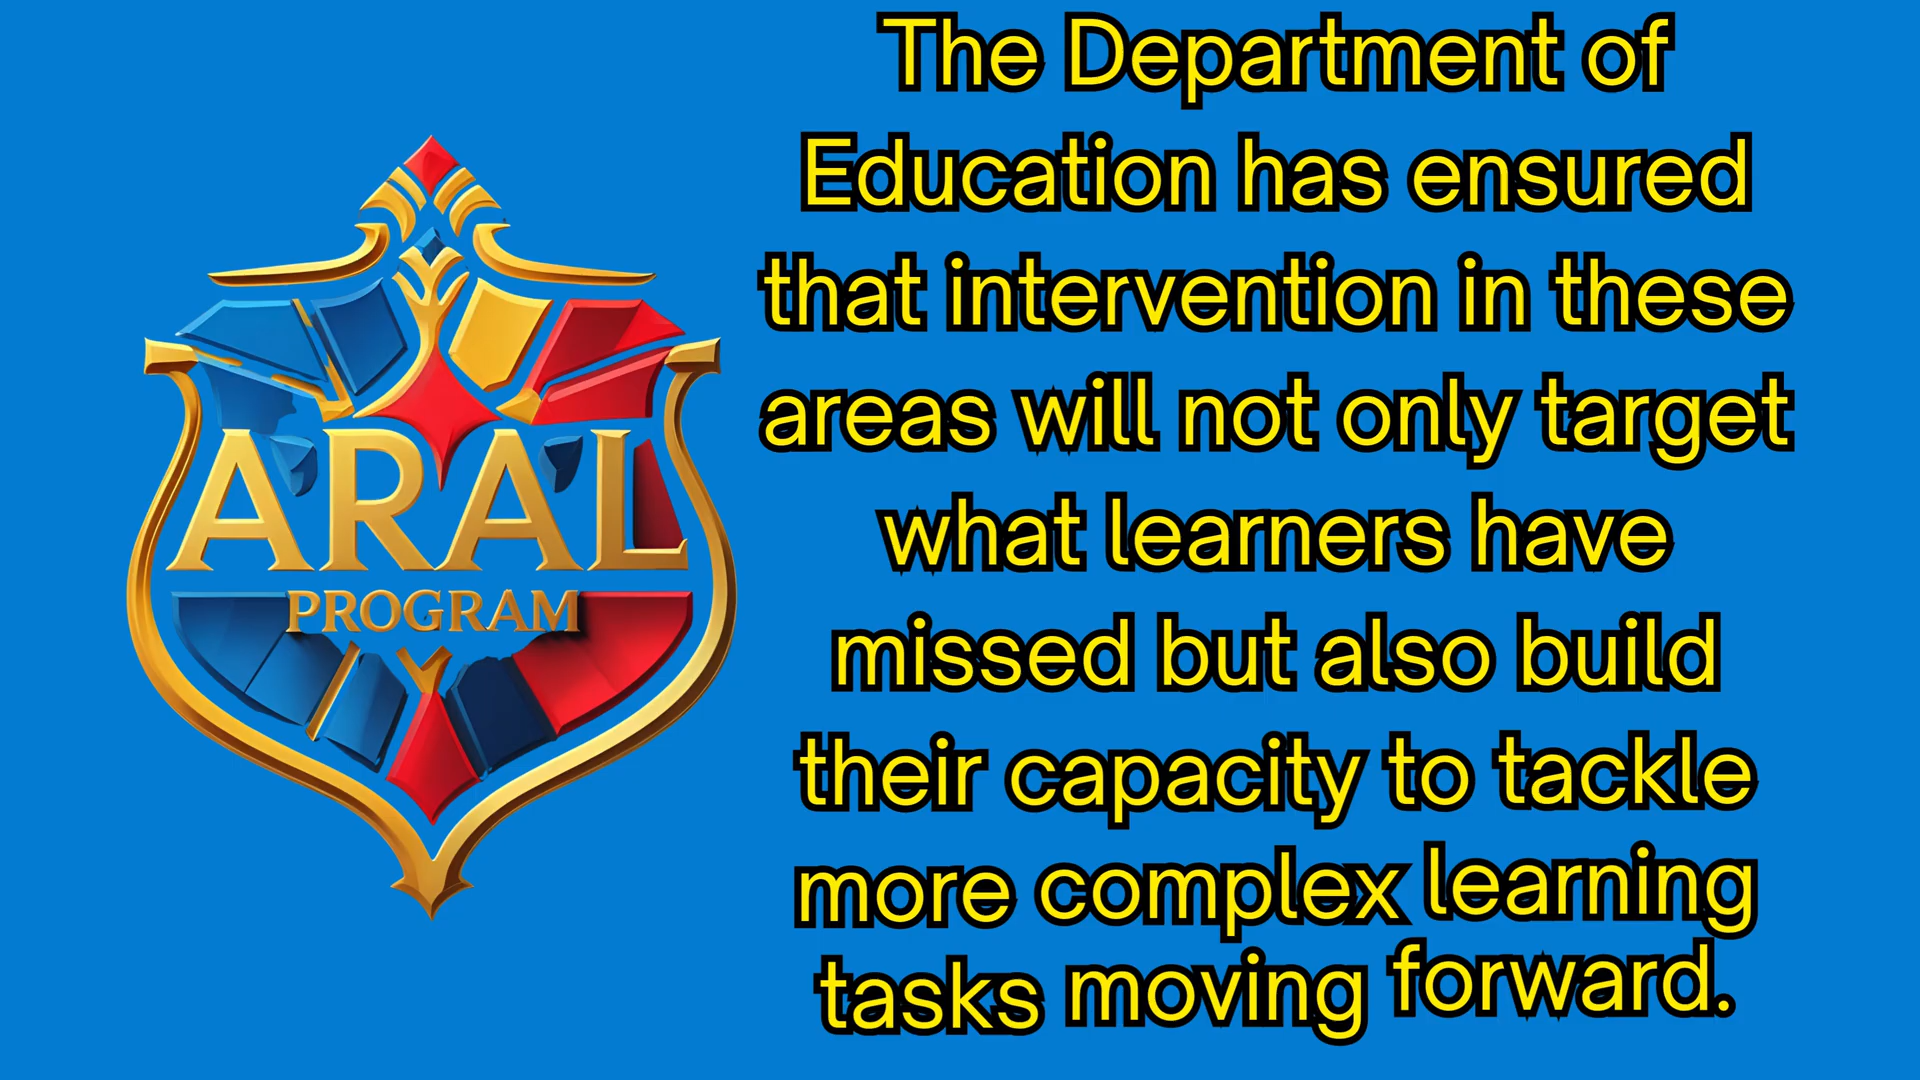 ARAL
PROGRAM
The Department of
Education has ensured
that intervention in these
areas will not only target
what learners have
missed but also build
their capacity to tackle
more complex learning
tasks moving forward.